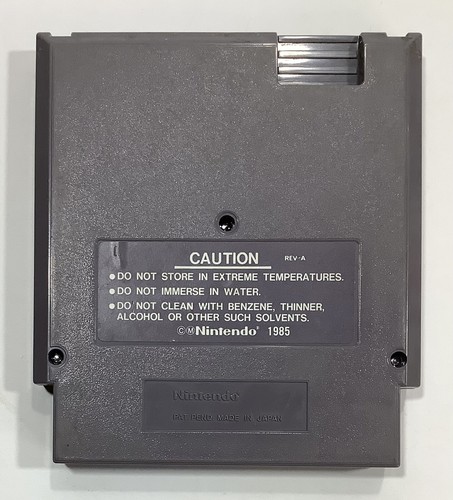 CAUTION REV-A
●DO NOT STORE IN EXTREME TEMPERATURES.
●DO NOT IMMERSE IN WATER.
●DO NOT CLEAN WITH BENZENE, THINNER,
ALCOHOL OR OTHER SUCH SOLVENTS.
©ⓂNintendo® 1985
Nintendo
PAT. PEND. MADE IN JAPAN